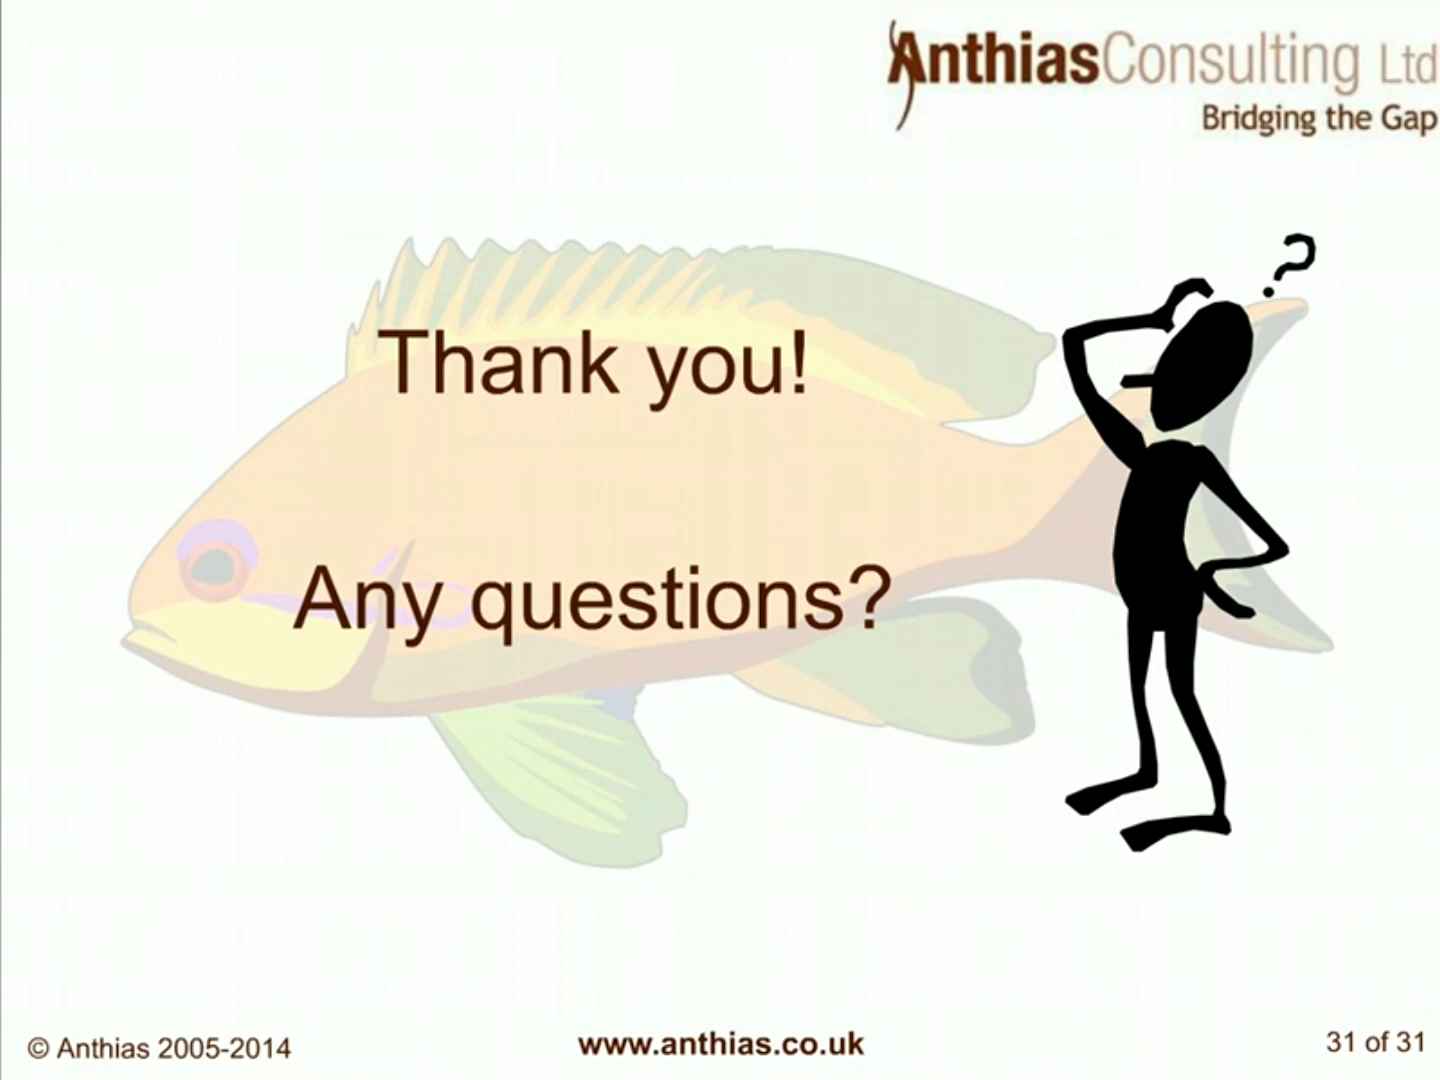 AnthiasConsulting Ltd
Bridging the Gap
?
Thank you!
Any questions?
© Anthias 2005-2014
www.anthias.co.uk
31 of 31